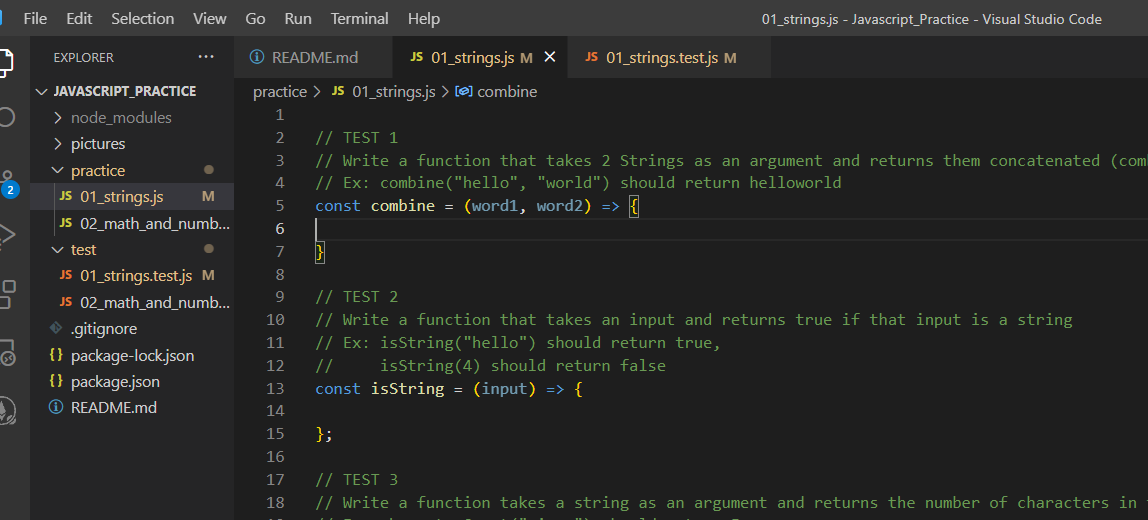 File Edit Selection View Go Run Terminal Help 01_strings.js - Javascript_Practice - Visual Studio Code
EXPLORER ···
README.md JS 01_strings.js M × JS 01_strings.test.js M
JAVASCRIPT_PRACTICE
practice > JS 01_strings.js > combine
node_modules
pictures
practice
JS 01_strings.js M
JS 02_math_and_numb...
test
JS 01_strings.test.js M
JS 02_math_and_numb...
.gitignore
{} package-lock.json
{} package.json
README.md
2
1
2 // TEST 1
3 // Write a function that takes 2 Strings as an argument and returns them concatenated (com
4 // Ex: combine("hello", "world") should return helloworld
5 const combine = (word1, word2) => {
6
7 }
8
9 // TEST 2
10 // Write a function that takes an input and returns true if that input is a string
11 // Ex: isString("hello") should return true,
12 //     isString(4) should return false
13 const isString = (input) => {
14
15 };
16
17 // TEST 3
18 // Write a function takes a string as an argument and returns the number of characters in